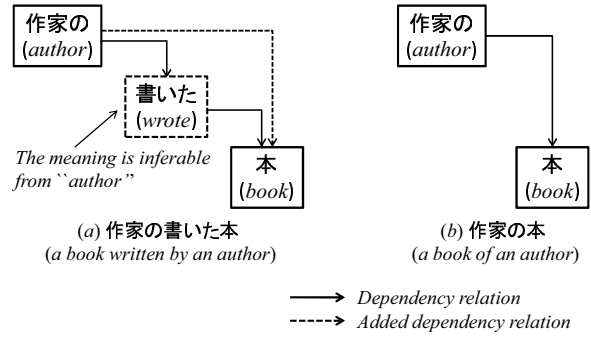 作家の
(author)
書いた
(wrote)
The meaning is inferable
from ``author”
本
(book)
(a) 作家の書いた本
(a book written by an author)
作家の
(author)
本
(book)
(b) 作家の本
(a book of an author)
Dependency relation
Added dependency relation